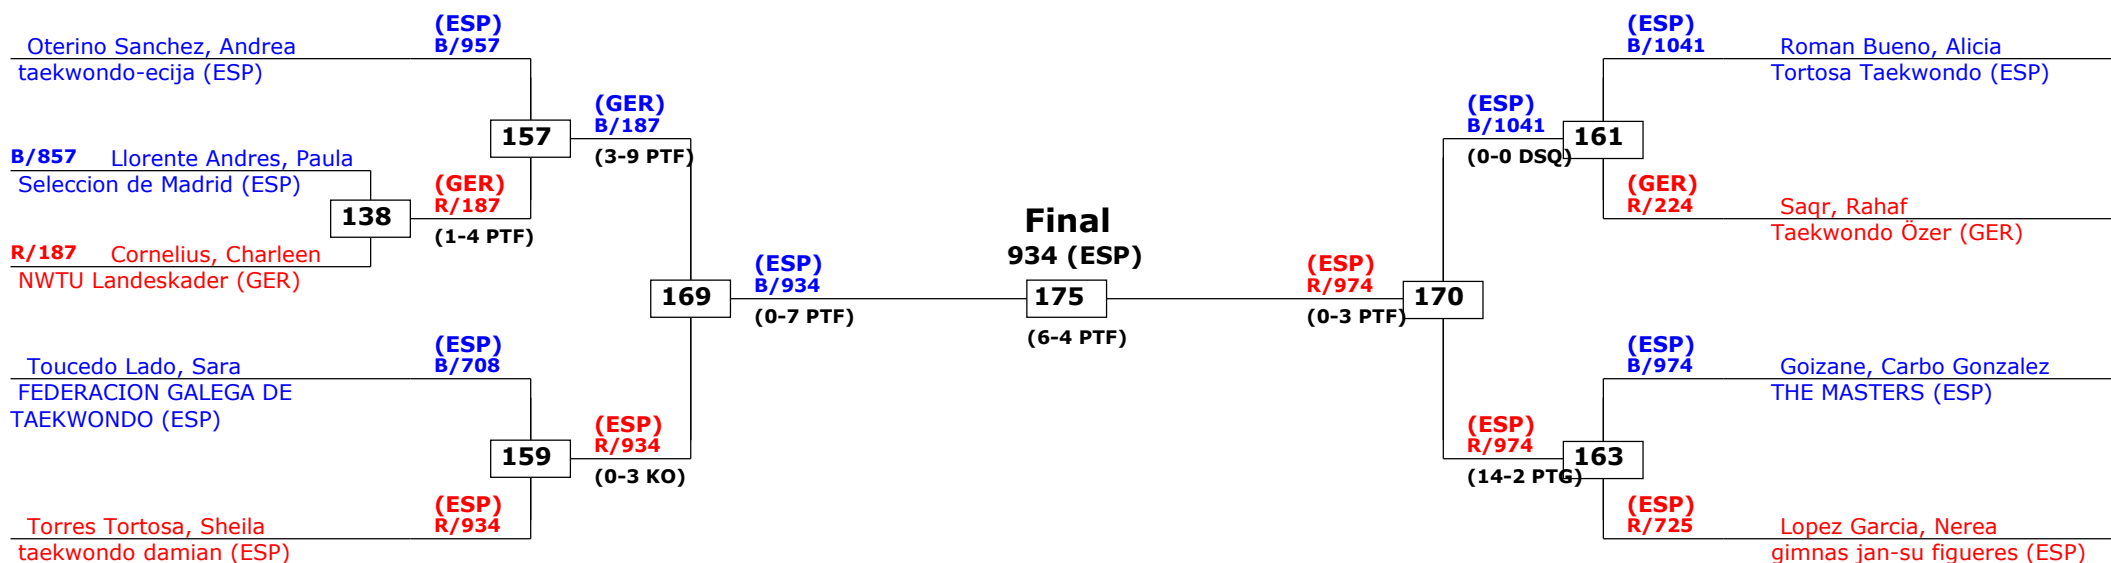 (ESP)
B/957
Oterino Sanchez, Andrea
taekwondo-ecija (ESP)
157
(GER)
B/187
(3-9 PTF)
B/857 Llorente Andres, Paula
Seleccion de Madrid (ESP)
138
(GER)
R/187
(1-4 PTF)
R/187 Cornelius, Charleen
NWTU Landeskader (GER)
169
(ESP)
B/934
(0-7 PTF)
(ESP)
B/708
Toucedo Lado, Sara
FEDERACION GALEGA DE
TAEKWONDO (ESP)
159
(ESP)
R/934
(0-3 KO)
(ESP)
R/934
Torres Tortosa, Sheila
taekwondo damian (ESP)
Final
934 (ESP)
175
(6-4 PTF)
(ESP)
R/974
(0-3 PTF)
170
(ESP)
B/1041
(0-0 DSQ)
161
(ESP)
B/1041
Roman Bueno, Alicia
Tortosa Taekwondo (ESP)
(GER)
R/224
Saqr, Rahaf
Taekwondo Özer (GER)
(ESP)
B/974
Goizane, Carbo Gonzalez
THE MASTERS (ESP)
(ESP)
R/974
(14-2 PTG)
163
(ESP)
R/725
Lopez Garcia, Nerea
gimnas jan-su figueres (ESP)